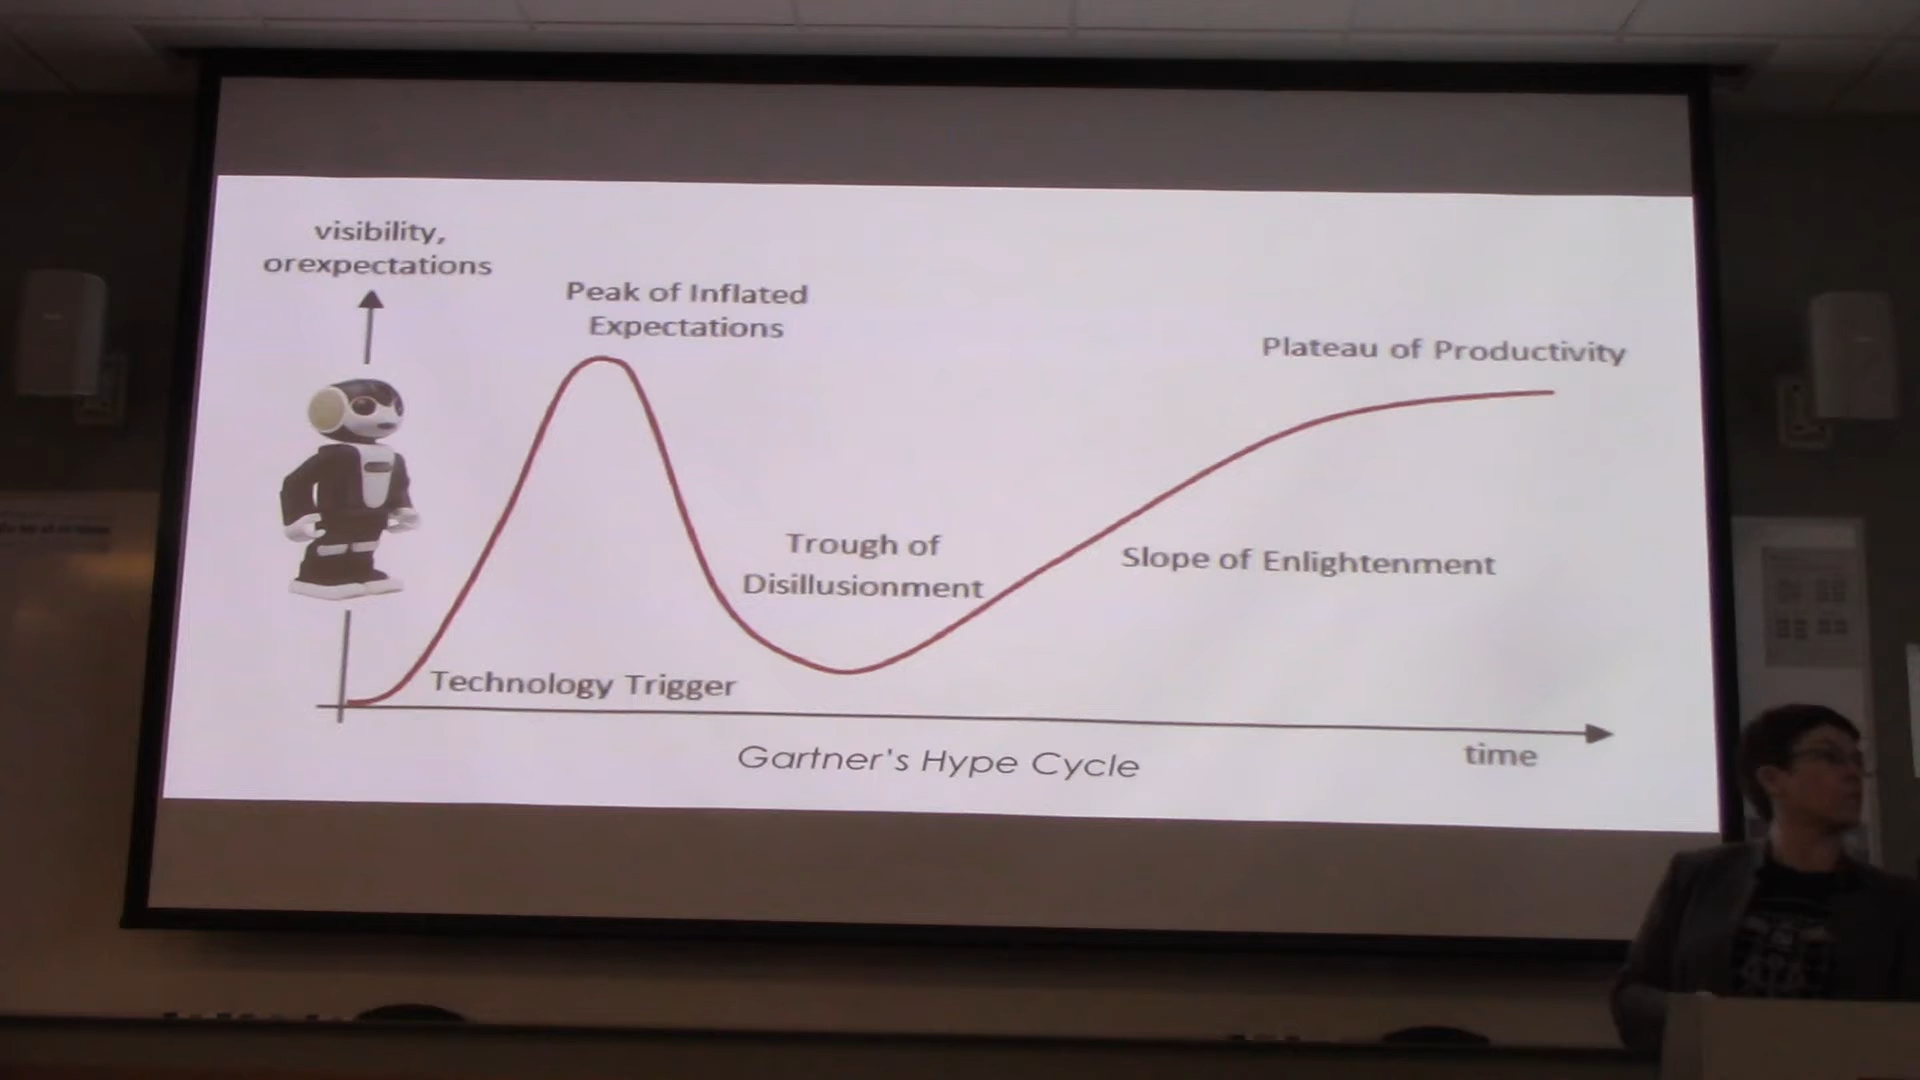 visibility,
orexpectations
Peak of Inflated
Expectations
Plateau of Productivity
Trough of
Disillusionment
Slope of Enlightenment
Technology Trigger
Gartner's Hype Cycle
time